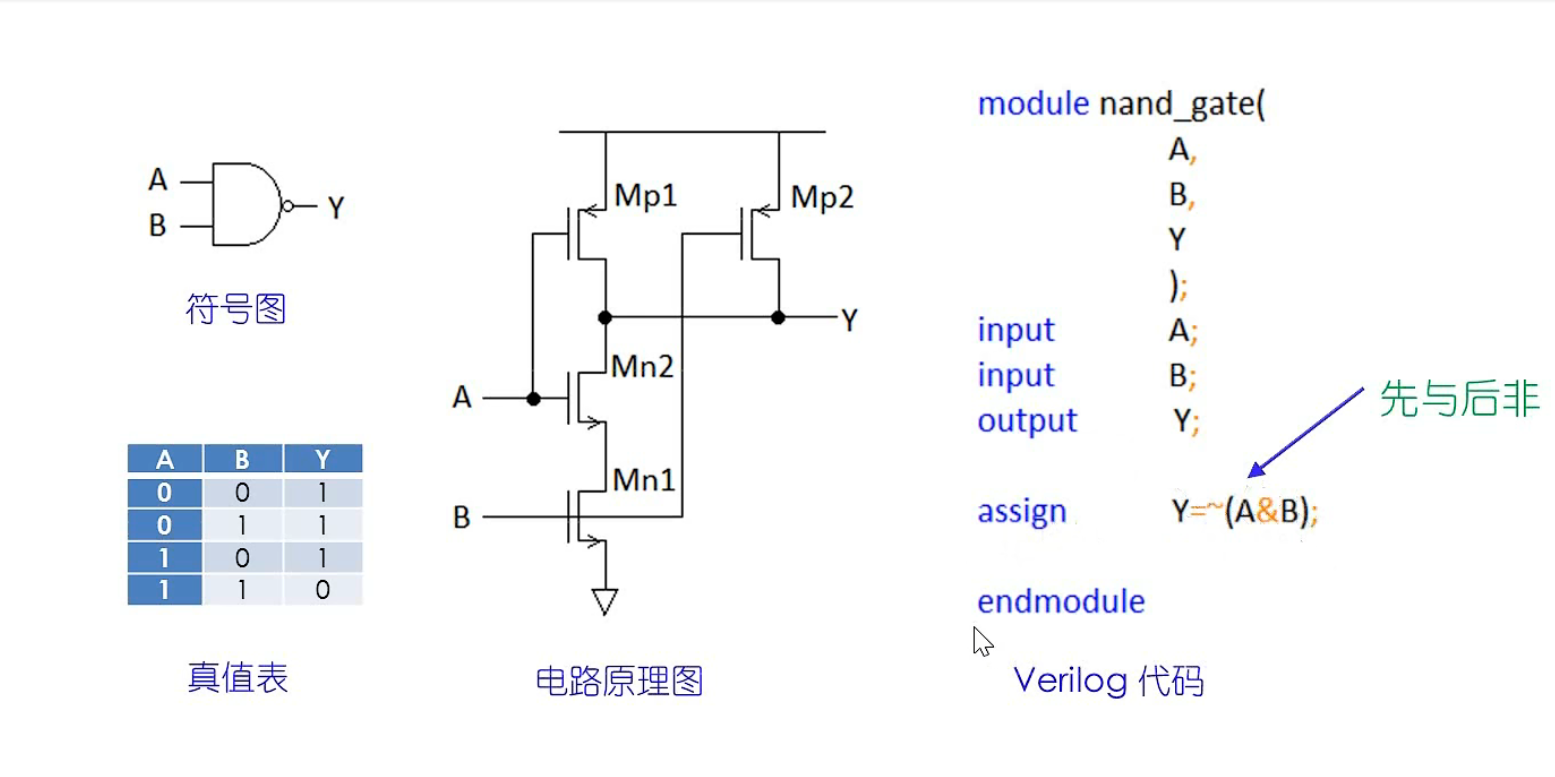 A
B
Y
符号图
A B Y
0 0 1
0 1 1
1 0 1
1 1 0
真值表
Mp1
Mp2
Y
Mn2
A
Mn1
B
电路原理图
module nand_gate(
A,
B,
Y
);
input A;
input B;
output Y;
先与后非
assign Y=~(A&B);
endmodule
Verilog 代码